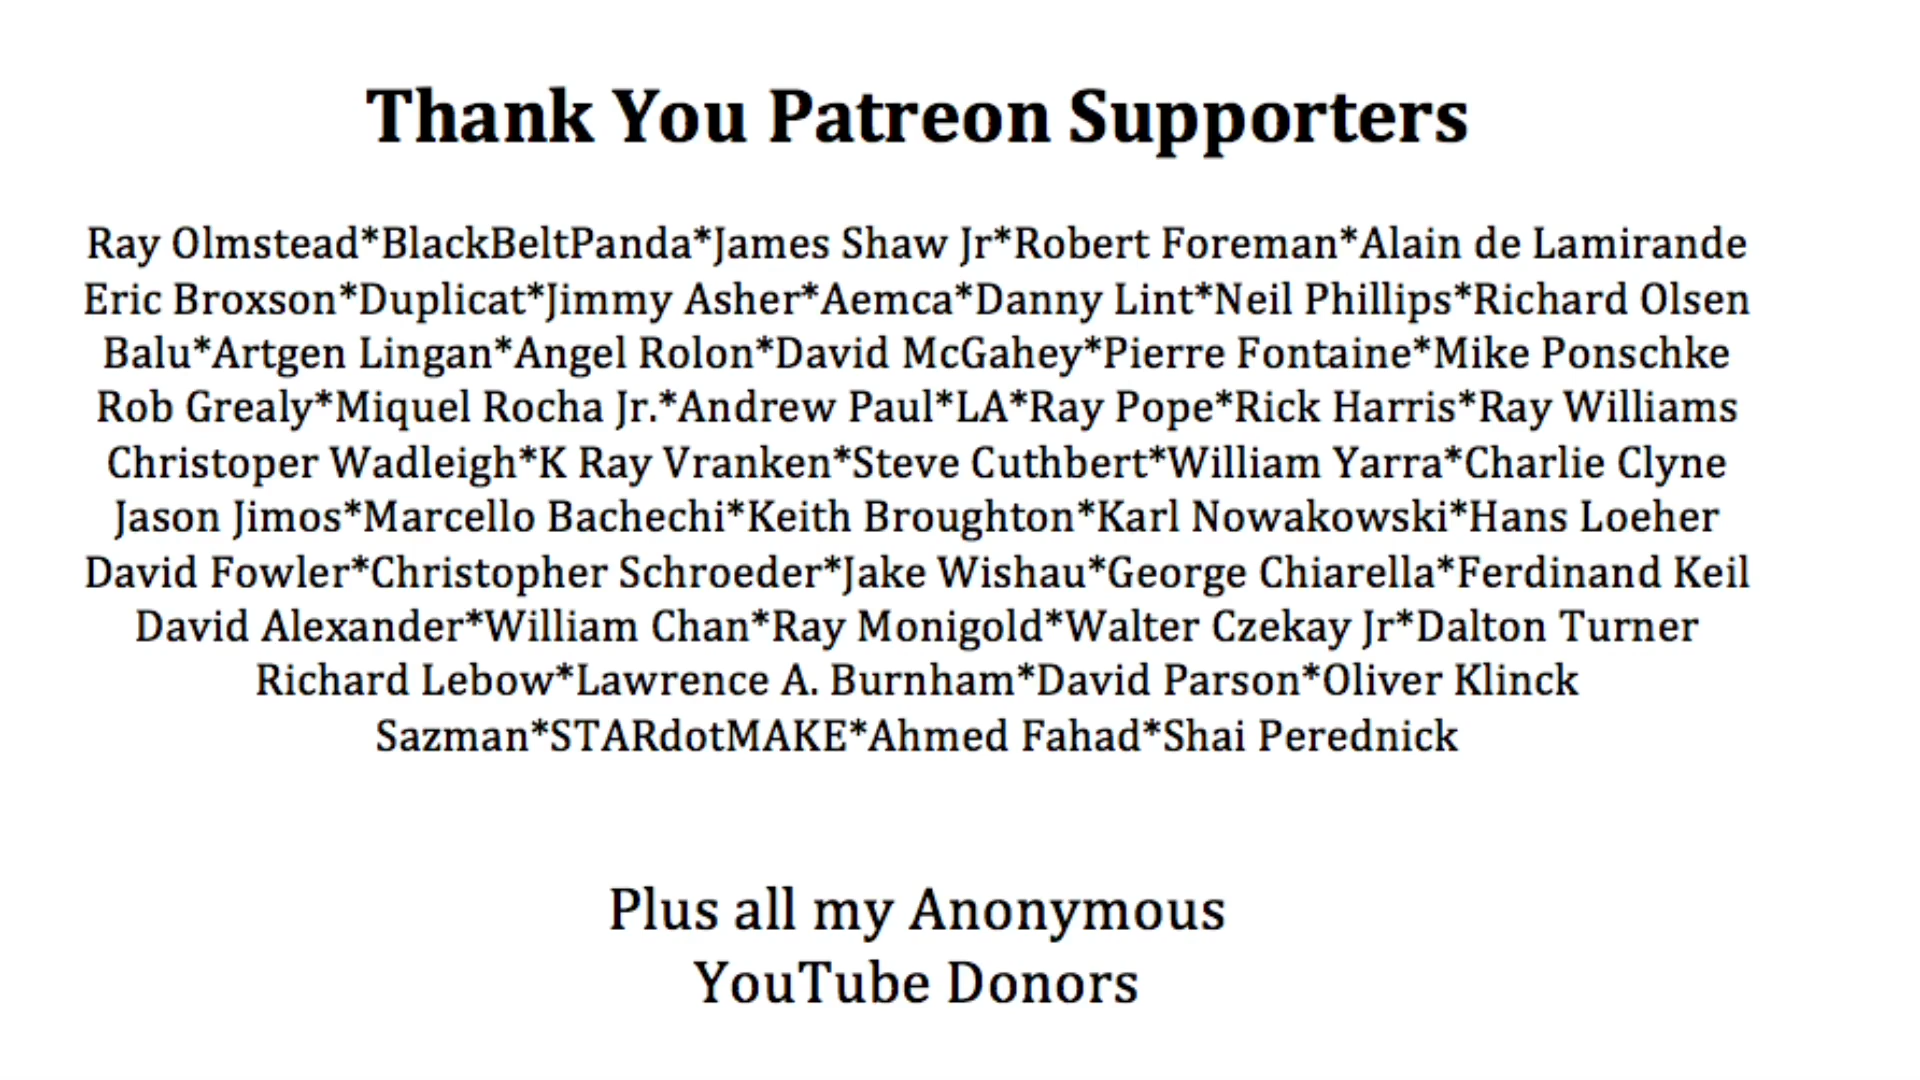 Thank You Patreon Supporters
Ray Olmstead*BlackBeltPanda*James Shaw Jr*Robert Foreman*Alain de Lamirande
Eric Broxson*Duplicat*Jimmy Asher*Aemca*Danny Lint*Neil Phillips*Richard Olsen
Balu*Artgen Lingan*Angel Rolon*David McGahey*Pierre Fontaine*Mike Ponschke
Rob Grealy*Miquel Rocha Jr.*Andrew Paul*LA*Ray Pope*Rick Harris*Ray Williams
Christoper Wadleigh*K Ray Vranken*Steve Cuthbert*William Yarra*Charlie Clyne
Jason Jimos*Marcello Bachechi*Keith Broughton*Karl Nowakowski*Hans Loeher
David Fowler*Christopher Schroeder*Jake Wishau*George Chiarella*Ferdinand Keil
David Alexander*William Chan*Ray Monigold*Walter Czekay Jr*Dalton Turner
Richard Lebow*Lawrence A. Burnham*David Parson*Oliver Klinck
Sazman*STARdotMAKE*Ahmed Fahad*Shai Perednick
Plus all my Anonymous
YouTube Donors